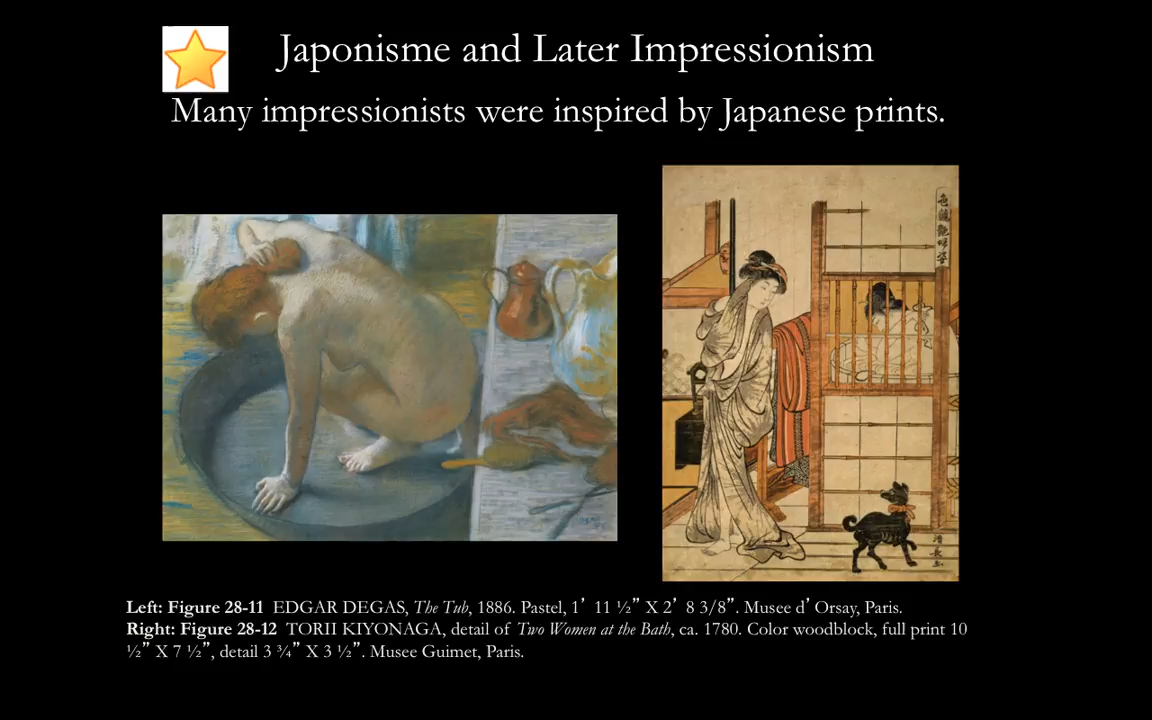 Japonisme and Later Impressionism
Many impressionists were inspired by Japanese prints.
Left: Figure 28-11 EDGAR DEGAS, The Tub, 1886. Pastel, 1’ 11 ½” X 2’ 8 3/8”. Musee d’ Orsay, Paris.
Right: Figure 28-12 TORII KIYONAGA, detail of Two Women at the Bath, ca. 1780. Color woodblock, full print 10
½” X 7 ½”, detail 3 ¾” X 3 ½”. Musee Guimet, Paris.